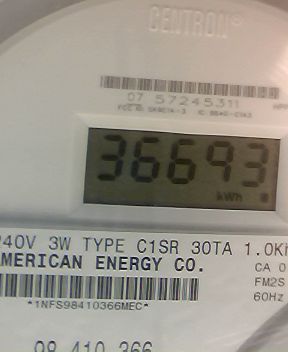 CENTRON®
07 57245311
36693
kWh
240V 3W TYPE C1SR 30TA 1.0Kh
AMERICAN ENERGY CO.
CA 0
FM2S
60Hz
*1NFS98410366MEC*
98 410 366